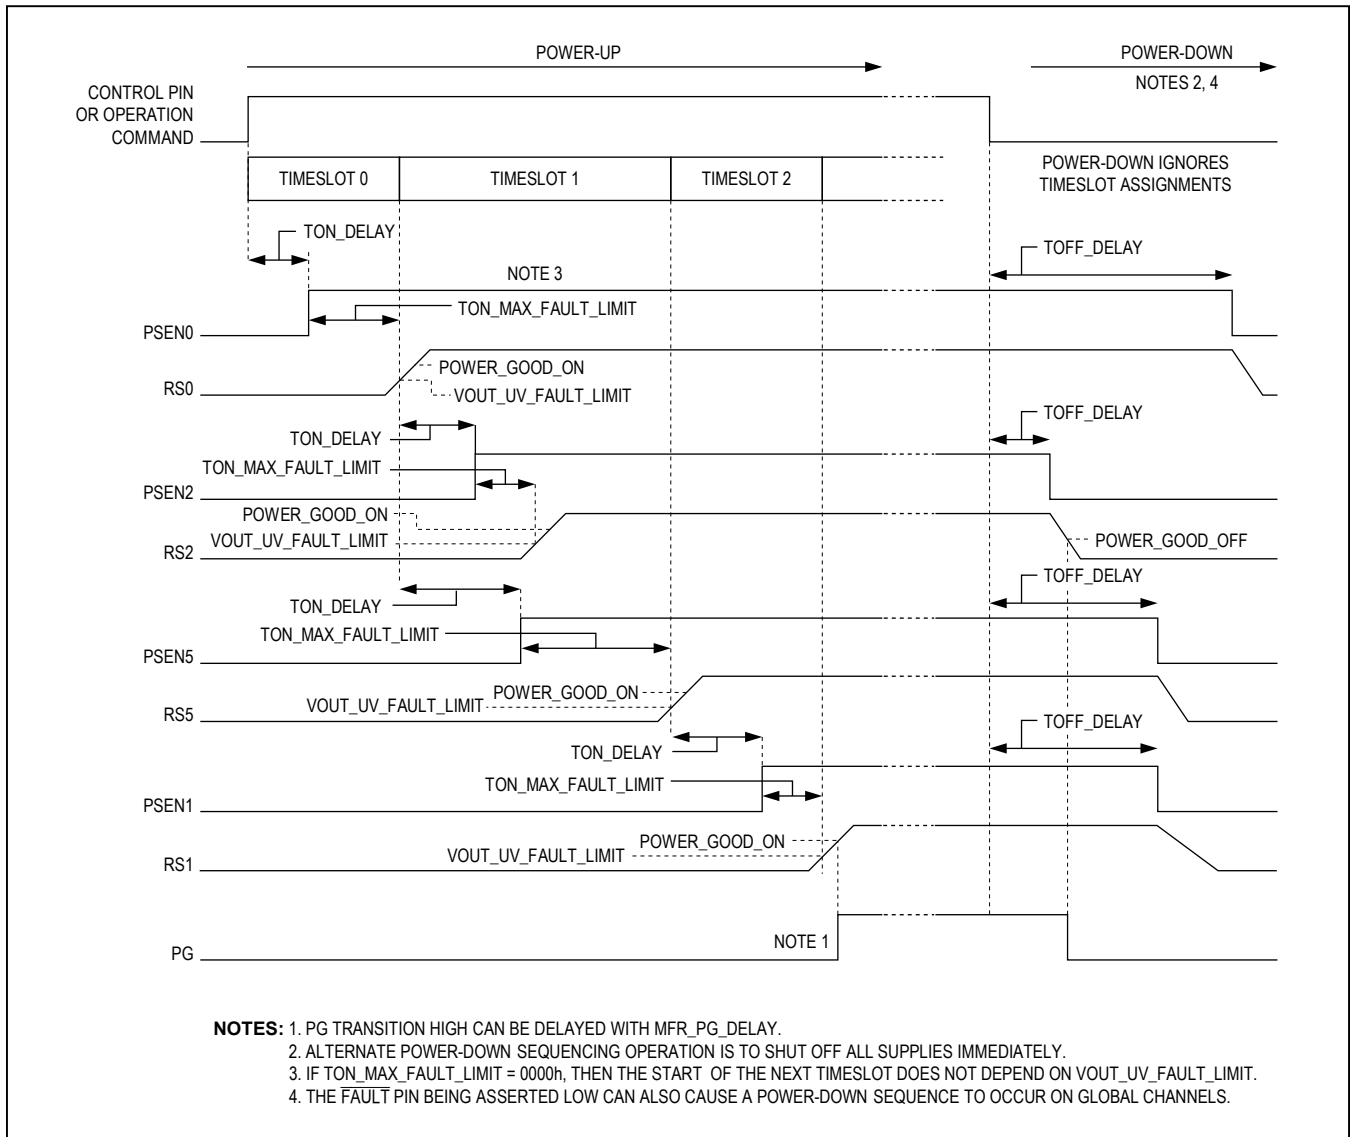 POWER-UP
POWER-DOWN
NOTES 2, 4
CONTROL PIN
OR OPERATION
COMMAND
TIMESLOT 0
TIMESLOT 1
TIMESLOT 2
POWER-DOWN IGNORES
TIMESLOT ASSIGNMENTS
TON_DELAY
TOFF_DELAY
NOTE 3
TON_MAX_FAULT_LIMIT
PSEN0
POWER_GOOD_ON
RS0
VOUT_UV_FAULT_LIMIT
TOFF_DELAY
TON_DELAY
TON_MAX_FAULT_LIMIT
PSEN2
POWER_GOOD_ON
VOUT_UV_FAULT_LIMIT
RS2
POWER_GOOD_OFF
TOFF_DELAY
TON_DELAY
TON_MAX_FAULT_LIMIT
PSEN5
POWER_GOOD_ON
VOUT_UV_FAULT_LIMIT
RS5
TOFF_DELAY
TON_DELAY
TON_MAX_FAULT_LIMIT
PSEN1
POWER_GOOD_ON
VOUT_UV_FAULT_LIMIT
RS1
NOTE 1
PG
NOTES: 1. PG TRANSITION HIGH CAN BE DELAYED WITH MFR_PG_DELAY.
2. ALTERNATE POWER-DOWN SEQUENCING OPERATION IS TO SHUT OFF ALL SUPPLIES IMMEDIATELY.
3. IF TON_MAX_FAULT_LIMIT = 0000h, THEN THE START OF THE NEXT TIMESLOT DOES NOT DEPEND ON VOUT_UV_FAULT_LIMIT.
4. THE FAULT PIN BEING ASSERTED LOW CAN ALSO CAUSE A POWER-DOWN SEQUENCE TO OCCUR ON GLOBAL CHANNELS.